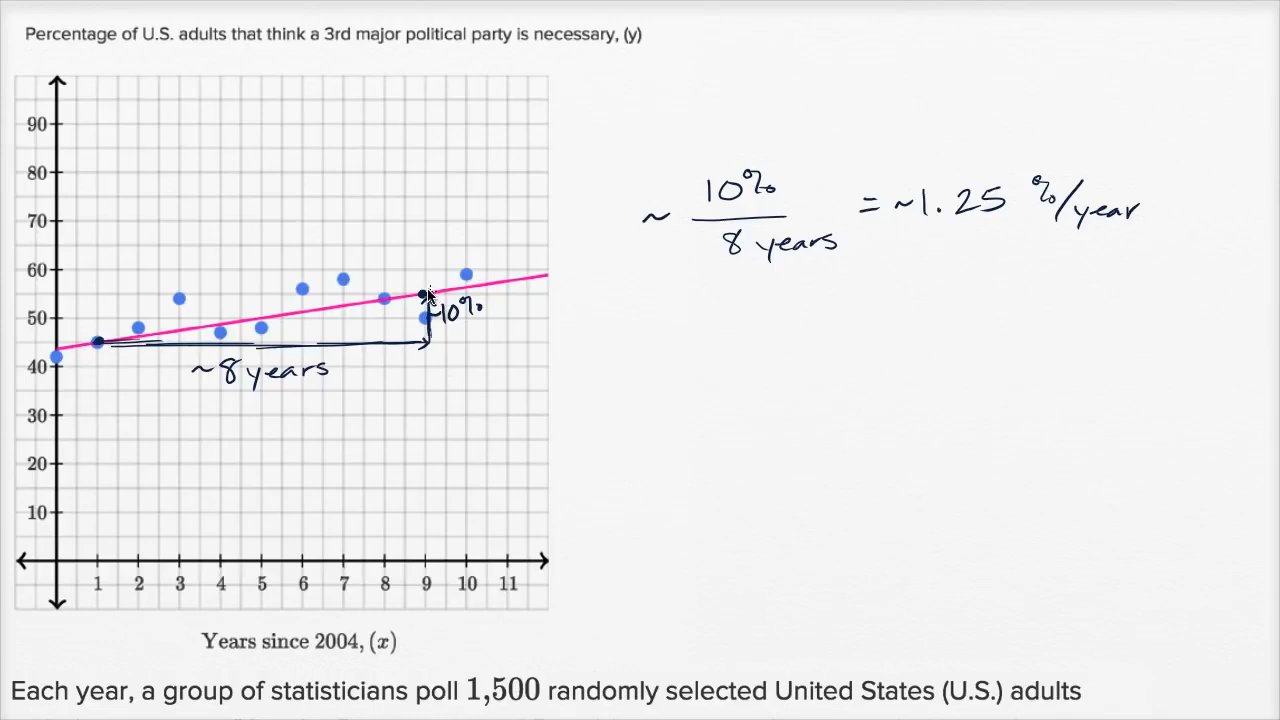 Percentage of U.S. adults that think a 3rd major political party is necessary, (y)
90
80
70
60
50
40
30
20
10
~10%
~8 years
1 2 3 4 5 6 7 8 9 10 11
Years since 2004, (x)
~ 10% / 8 years = ~1.25 %/year
Each year, a group of statisticians poll 1,500 randomly selected United States (U.S.) adults